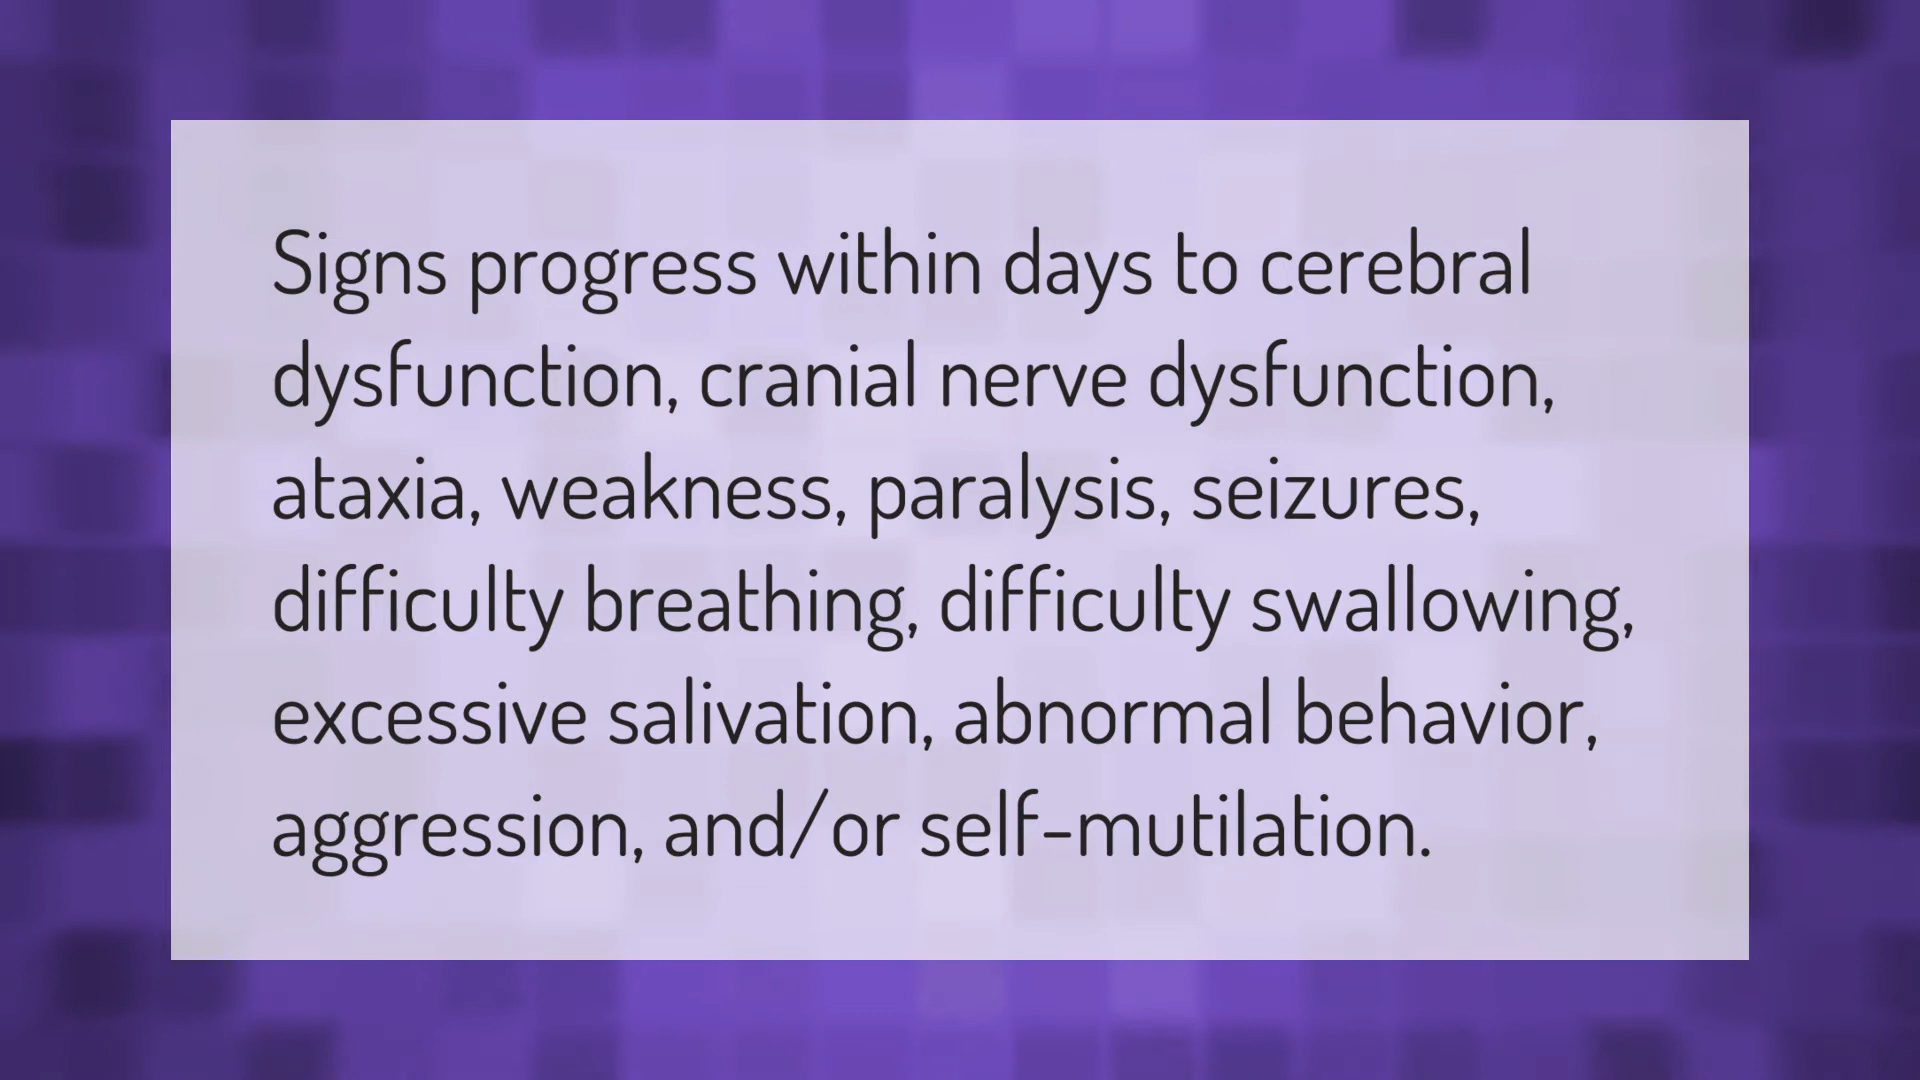 Signs progress within days to cerebral
dysfunction, cranial nerve dysfunction,
ataxia, weakness, paralysis, seizures,
difficulty breathing, difficulty swallowing,
excessive salivation, abnormal behavior,
aggression, and/or self-mutilation.